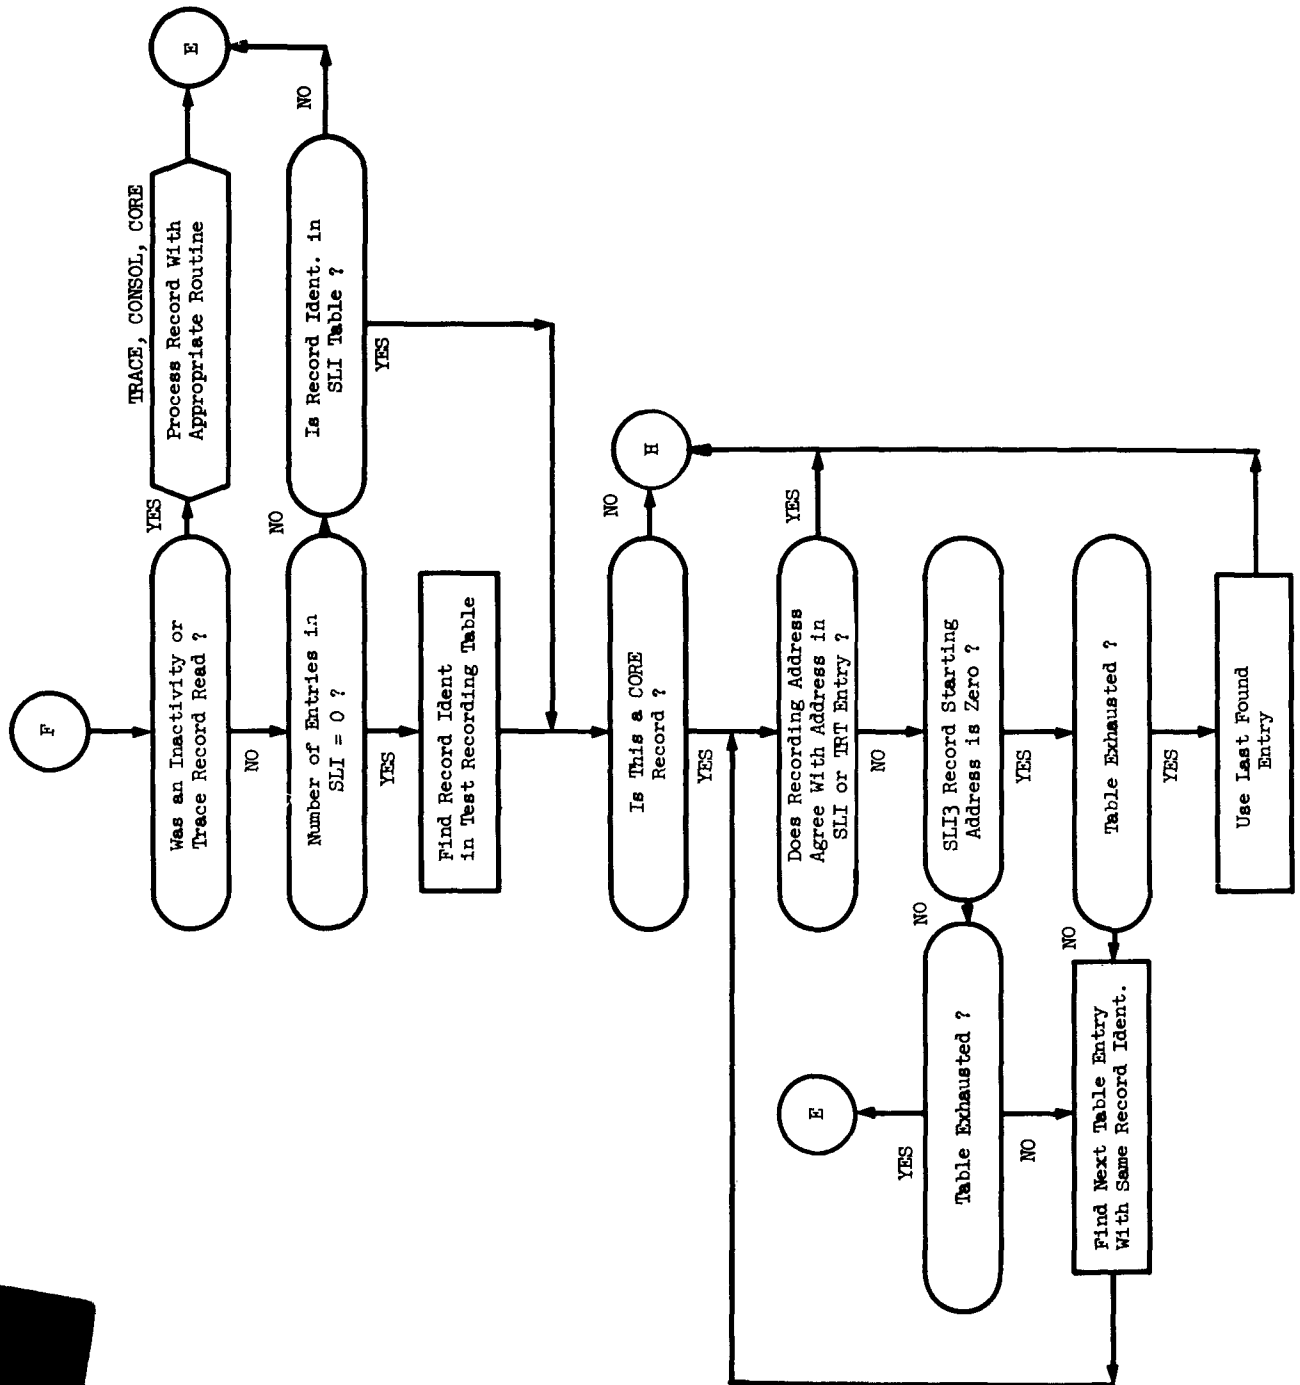 F
E
TRACE, CONSOL, CORE
Was an Inactivity or
Trace Record Read ?
YES
Process Record With
Appropriate Routine
NO
Number of Entries in
SLI = 0 ?
NO
Is Record Ident. in
SLI Table ?
NO
YES
YES
Find Record Ident
in Test Recording Table
Is This a CORE
Record ?
NO
H
YES
Does Recording Address
Agree With Address in
SLI or TRT Entry ?
YES
NO
SLI3 Record Starting
Address is Zero ?
NO
Table Exhausted ?
YES
E
NO
YES
Table Exhausted ?
NO
Find Next Table Entry
With Same Record Ident.
YES
Use Last Found
Entry